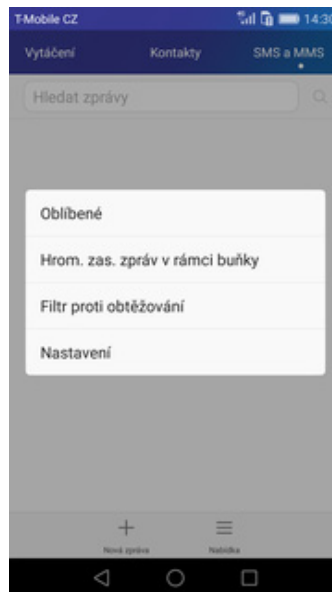 T-Mobile CZ 14:30
Vytáčení Kontakty SMS a MMS
Hledat zprávy
Oblíbené
Hrom. zas. zpráv v rámci buňky
Filtr proti obtěžování
Nastavení
Nová zpráva Nabídka